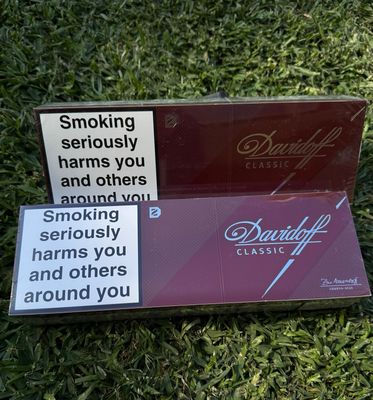 Smoking
seriously
harms you
and others
around you
Davidoff
CLASSIC
Smoking
seriously
harms you
and others
around you
Davidoff
CLASSIC